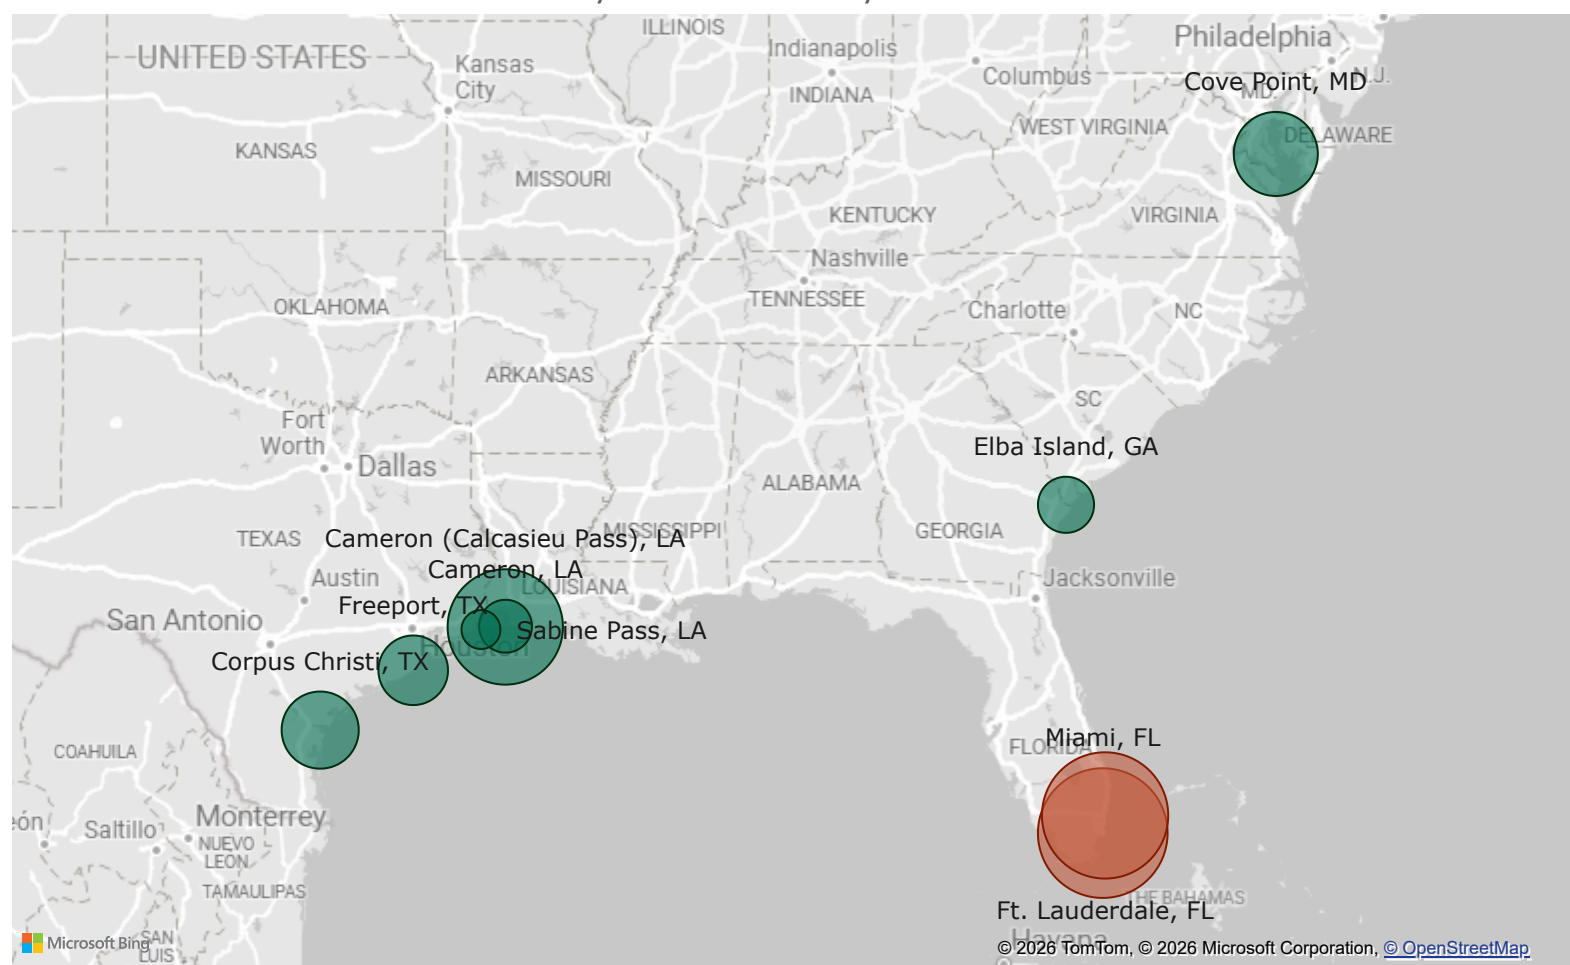 ILLINOIS
Philadelphia
UNITED STATES
Indianapolis
Kansas
City
Columbus
N.J.
Cove Point, MD
MD.
INDIANA
WEST VIRGINIA
DELAWARE
KANSAS
MISSOURI
KENTUCKY
VIRGINIA
Nashville
TENNESSEE
OKLAHOMA
Charlotte
NC
ARKANSAS
SC
Fort
Worth
Dallas
Elba Island, GA
ALABAMA
GEORGIA
MISSISSIPPI
TEXAS
Cameron (Calcasieu Pass), LA
Cameron, LA
Austin
LOUISIANA
Jacksonville
Freeport, TX
San Antonio
Sabine Pass, LA
Houston
Corpus Christi, TX
Miami, FL
FLORIDA
COAHUILA
Monterrey
eón
Saltillo
NUEVO
LEON
TAMAULIPAS
THE BAHAMAS
Ft. Lauderdale, FL
Havana
SAN
LUIS
Microsoft Bing
© 2026 TomTom, © 2026 Microsoft Corporation, © OpenStreetMap